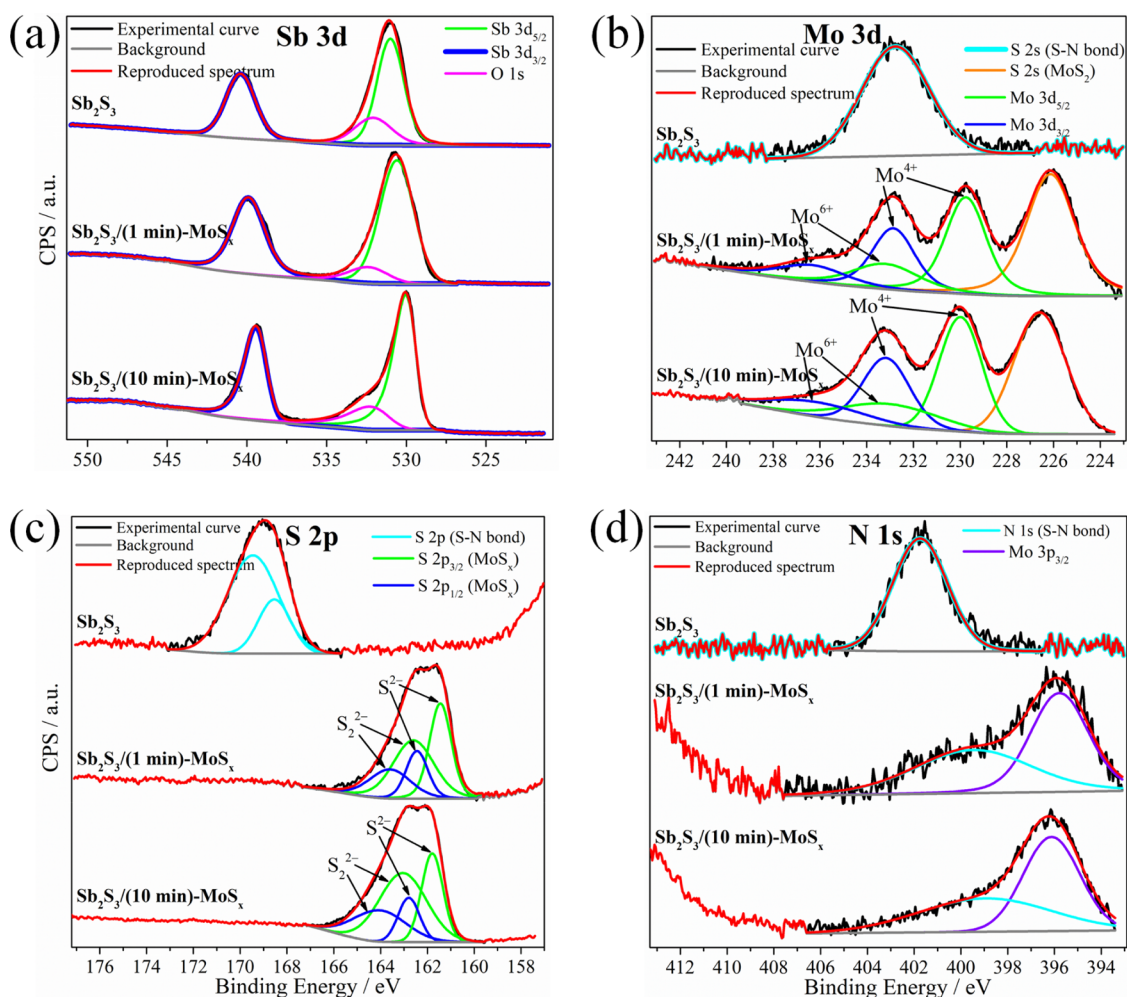 (a)
Experimental curve
Background
Reproduced spectrum
Sb 3d
Sb 3d5/2
Sb 3d3/2
O 1s
Sb2S3
Sb2S3/(1 min)-MoSx
Sb2S3/(10 min)-MoSx
CPS / a.u.
550 545 540 535 530 525
(b)
Experimental curve
Background
Reproduced spectrum
Mo 3d
S 2s (S-N bond)
S 2s (MoS2)
Mo 3d5/2
Mo 3d3/2
Sb2S3
Mo4+
Mo6+
Sb2S3/(1 min)-MoSx
Mo4+
Mo6+
Sb2S3/(10 min)-MoSx
242 240 238 236 234 232 230 228 226 224
(c)
Experimental curve
Background
Reproduced spectrum
S 2p
S 2p (S-N bond)
S 2p3/2 (MoSx)
S 2p1/2 (MoSx)
Sb2S3
S2−
S22−
Sb2S3/(1 min)-MoSx
S2−
S22−
Sb2S3/(10 min)-MoSx
CPS / a.u.
176 174 172 170 168 166 164 162 160 158
Binding Energy / eV
(d)
Experimental curve
Background
Reproduced spectrum
N 1s
N 1s (S-N bond)
Mo 3p3/2
Sb2S3
Sb2S3/(1 min)-MoSx
Sb2S3/(10 min)-MoSx
412 410 408 406 404 402 400 398 396 394
Binding Energy / eV